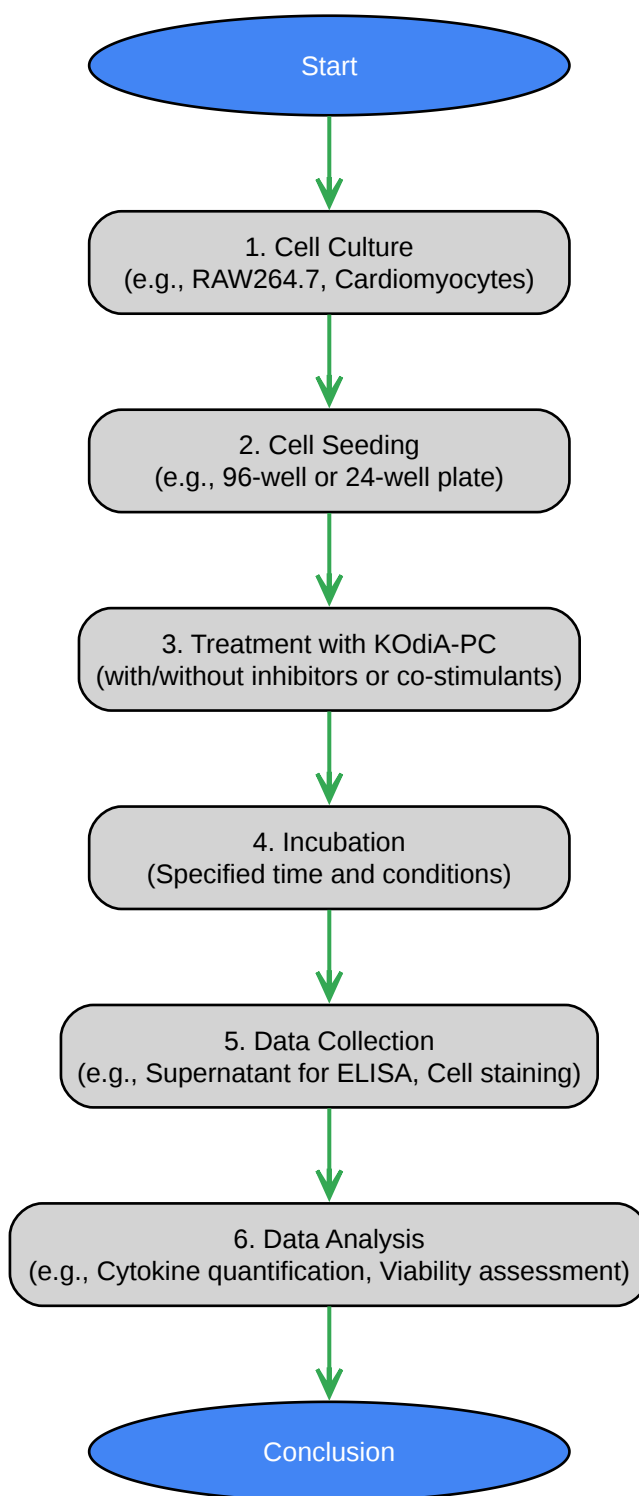 Start
1. Cell Culture
(e.g., RAW264.7, Cardiomyocytes)
2. Cell Seeding
(e.g., 96-well or 24-well plate)
3. Treatment with KOdiA-PC
(with/without inhibitors or co-stimulants)
4. Incubation
(Specified time and conditions)
5. Data Collection
(e.g., Supernatant for ELISA, Cell staining)
6. Data Analysis
(e.g., Cytokine quantification, Viability assessment)
Conclusion